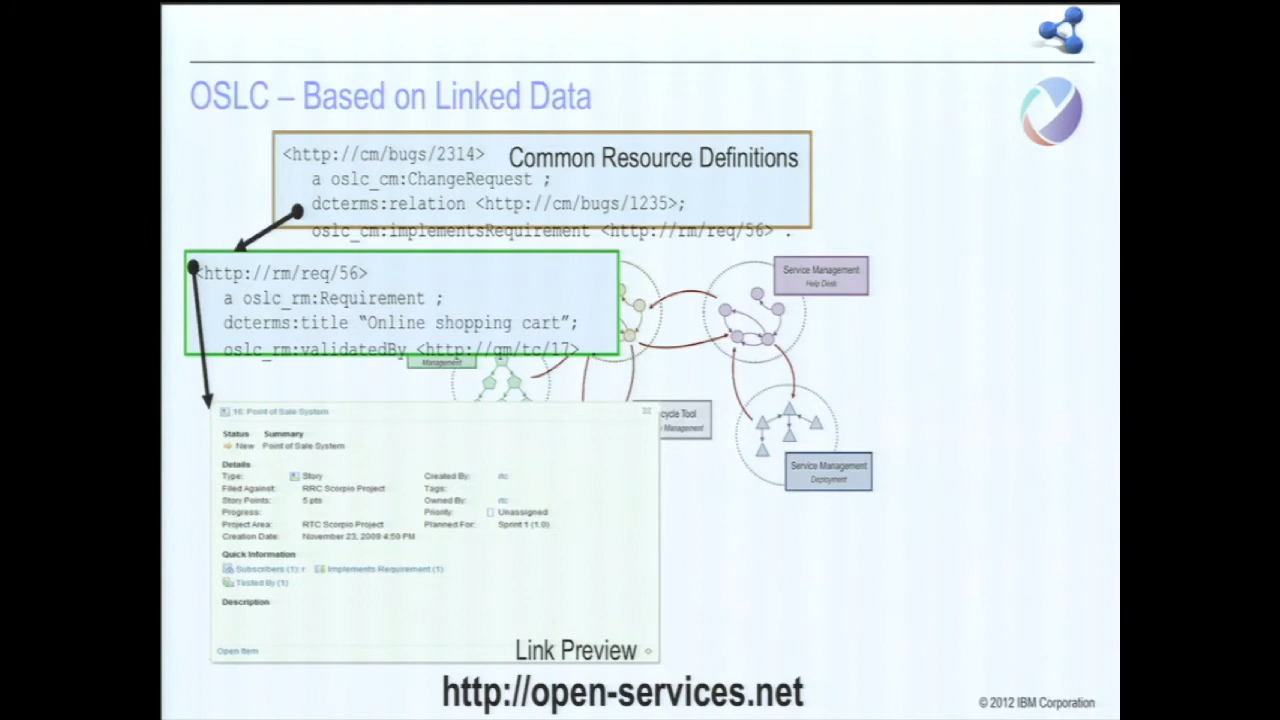 OSLC – Based on Linked Data
<http://cm/bugs/2314>
Common Resource Definitions
a oslc_cm:ChangeRequest ;
dcterms:relation <http://cm/bugs/1235>;
oslc_cm:implementsRequirement <http://rm/req/56> .
<http://rm/req/56>
a oslc_rm:Requirement ;
dcterms:title “Online shopping cart”;
oslc_rm:validatedBy <http://qm/tc/17> .
Service Management
Help Desk
Management
cycle Tool
Management
Service Management
Deployment
16: Point of Sale System
Status Summary
New Point of Sale System
Details
Type: Story Created By: rtc
Filed Against: RRC Scorpio Project Tags:
Story Points: 5 pts Owned By: rtc
Progress: Priority: Unassigned
Project Area: RTC Scorpio Project Planned For: Sprint 1 (1.0)
Creation Date: November 23, 2009 4:59 PM
Quick Information
Subscribers (1): r Implements Requirement (1)
Tested By (1)
Description
Open Item
Link Preview
http://open-services.net
© 2012 IBM Corporation